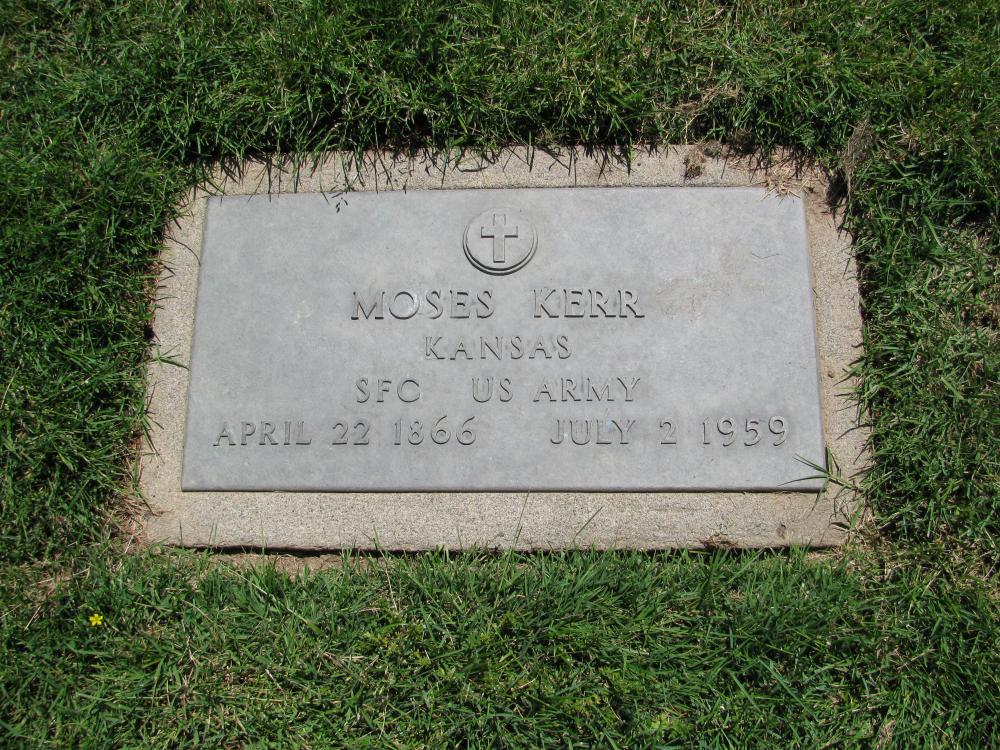 MOSES KERR
KANSAS
SFC US ARMY
APRIL 22 1866 JULY 2 1959